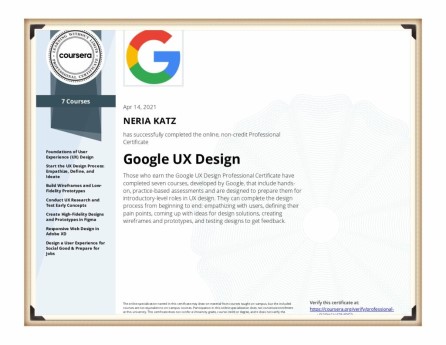 LEARNING WITHOUT LIMITS
coursera
PROFESSIONAL CERTIFICATE
7 Courses
Foundations of User
Experience (UX) Design
Start the UX Design Process:
Empathize, Define, and
Ideate
Build Wireframes and Low-
Fidelity Prototypes
Conduct UX Research and
Test Early Concepts
Create High-Fidelity Designs
and Prototypes in Figma
Responsive Web Design in
Adobe XD
Design a User Experience for
Social Good & Prepare for
Jobs
G
Apr 14, 2021
NERIA KATZ
has successfully completed the online, non-credit Professional
Certificate
Google UX Design
Those who earn the Google UX Design Professional Certificate have
completed seven courses, developed by Google, that include hands-
on, practice-based assessments and are designed to prepare them for
introductory-level roles in UX design. They can complete the design
process from beginning to end: empathizing with users, defining their
pain points, coming up with ideas for design solutions, creating
wireframes and prototypes, and testing designs to get feedback.
Verify this certificate at:
https://coursera.org/verify/professional-